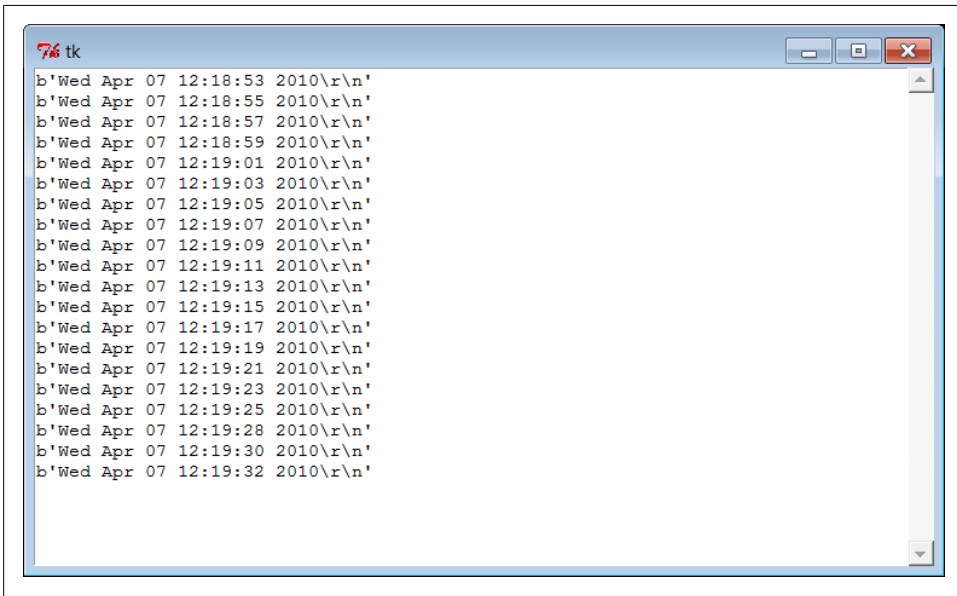 tk
b'Wed Apr 07 12:18:53 2010\r\n'
b'Wed Apr 07 12:18:55 2010\r\n'
b'Wed Apr 07 12:18:57 2010\r\n'
b'Wed Apr 07 12:18:59 2010\r\n'
b'Wed Apr 07 12:19:01 2010\r\n'
b'Wed Apr 07 12:19:03 2010\r\n'
b'Wed Apr 07 12:19:05 2010\r\n'
b'Wed Apr 07 12:19:07 2010\r\n'
b'Wed Apr 07 12:19:09 2010\r\n'
b'Wed Apr 07 12:19:11 2010\r\n'
b'Wed Apr 07 12:19:13 2010\r\n'
b'Wed Apr 07 12:19:15 2010\r\n'
b'Wed Apr 07 12:19:17 2010\r\n'
b'Wed Apr 07 12:19:19 2010\r\n'
b'Wed Apr 07 12:19:21 2010\r\n'
b'Wed Apr 07 12:19:23 2010\r\n'
b'Wed Apr 07 12:19:25 2010\r\n'
b'Wed Apr 07 12:19:28 2010\r\n'
b'Wed Apr 07 12:19:30 2010\r\n'
b'Wed Apr 07 12:19:32 2010\r\n'